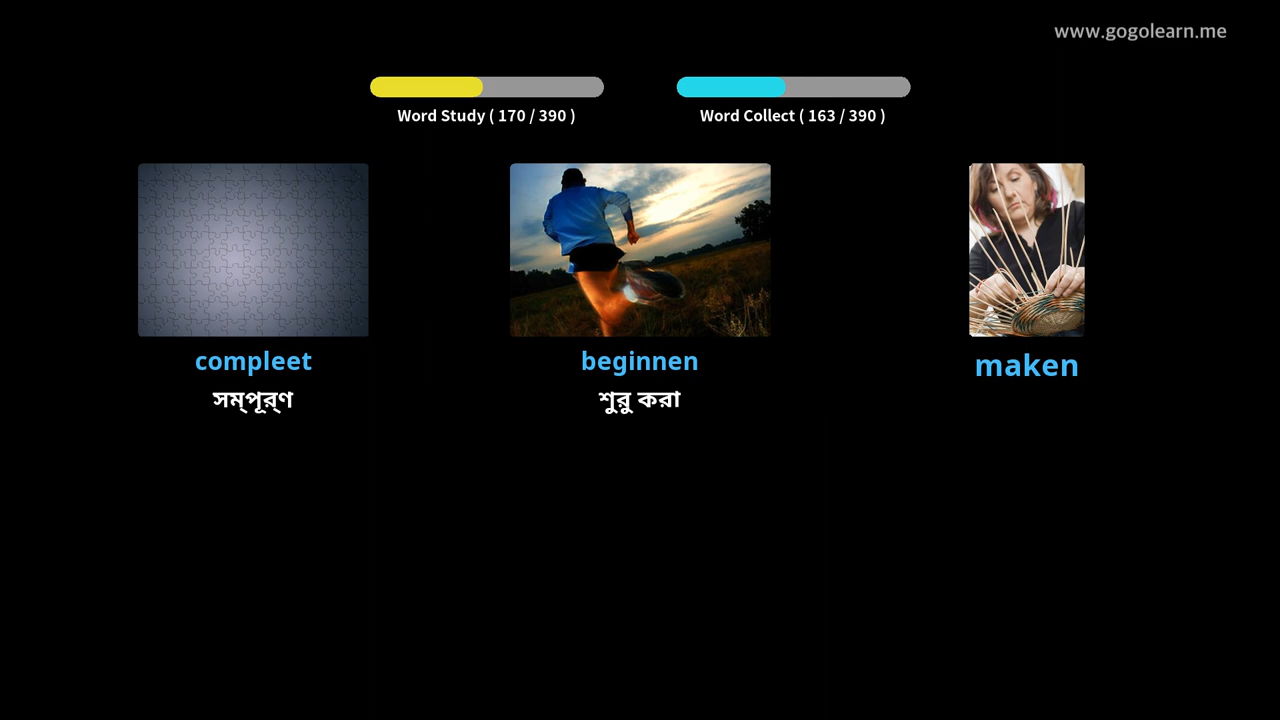 www.gogolearn.me
Word Study ( 170 / 390 )
Word Collect ( 163 / 390 )
compleet
সম্পূর্ণ
beginnen
শুরু করা
maken